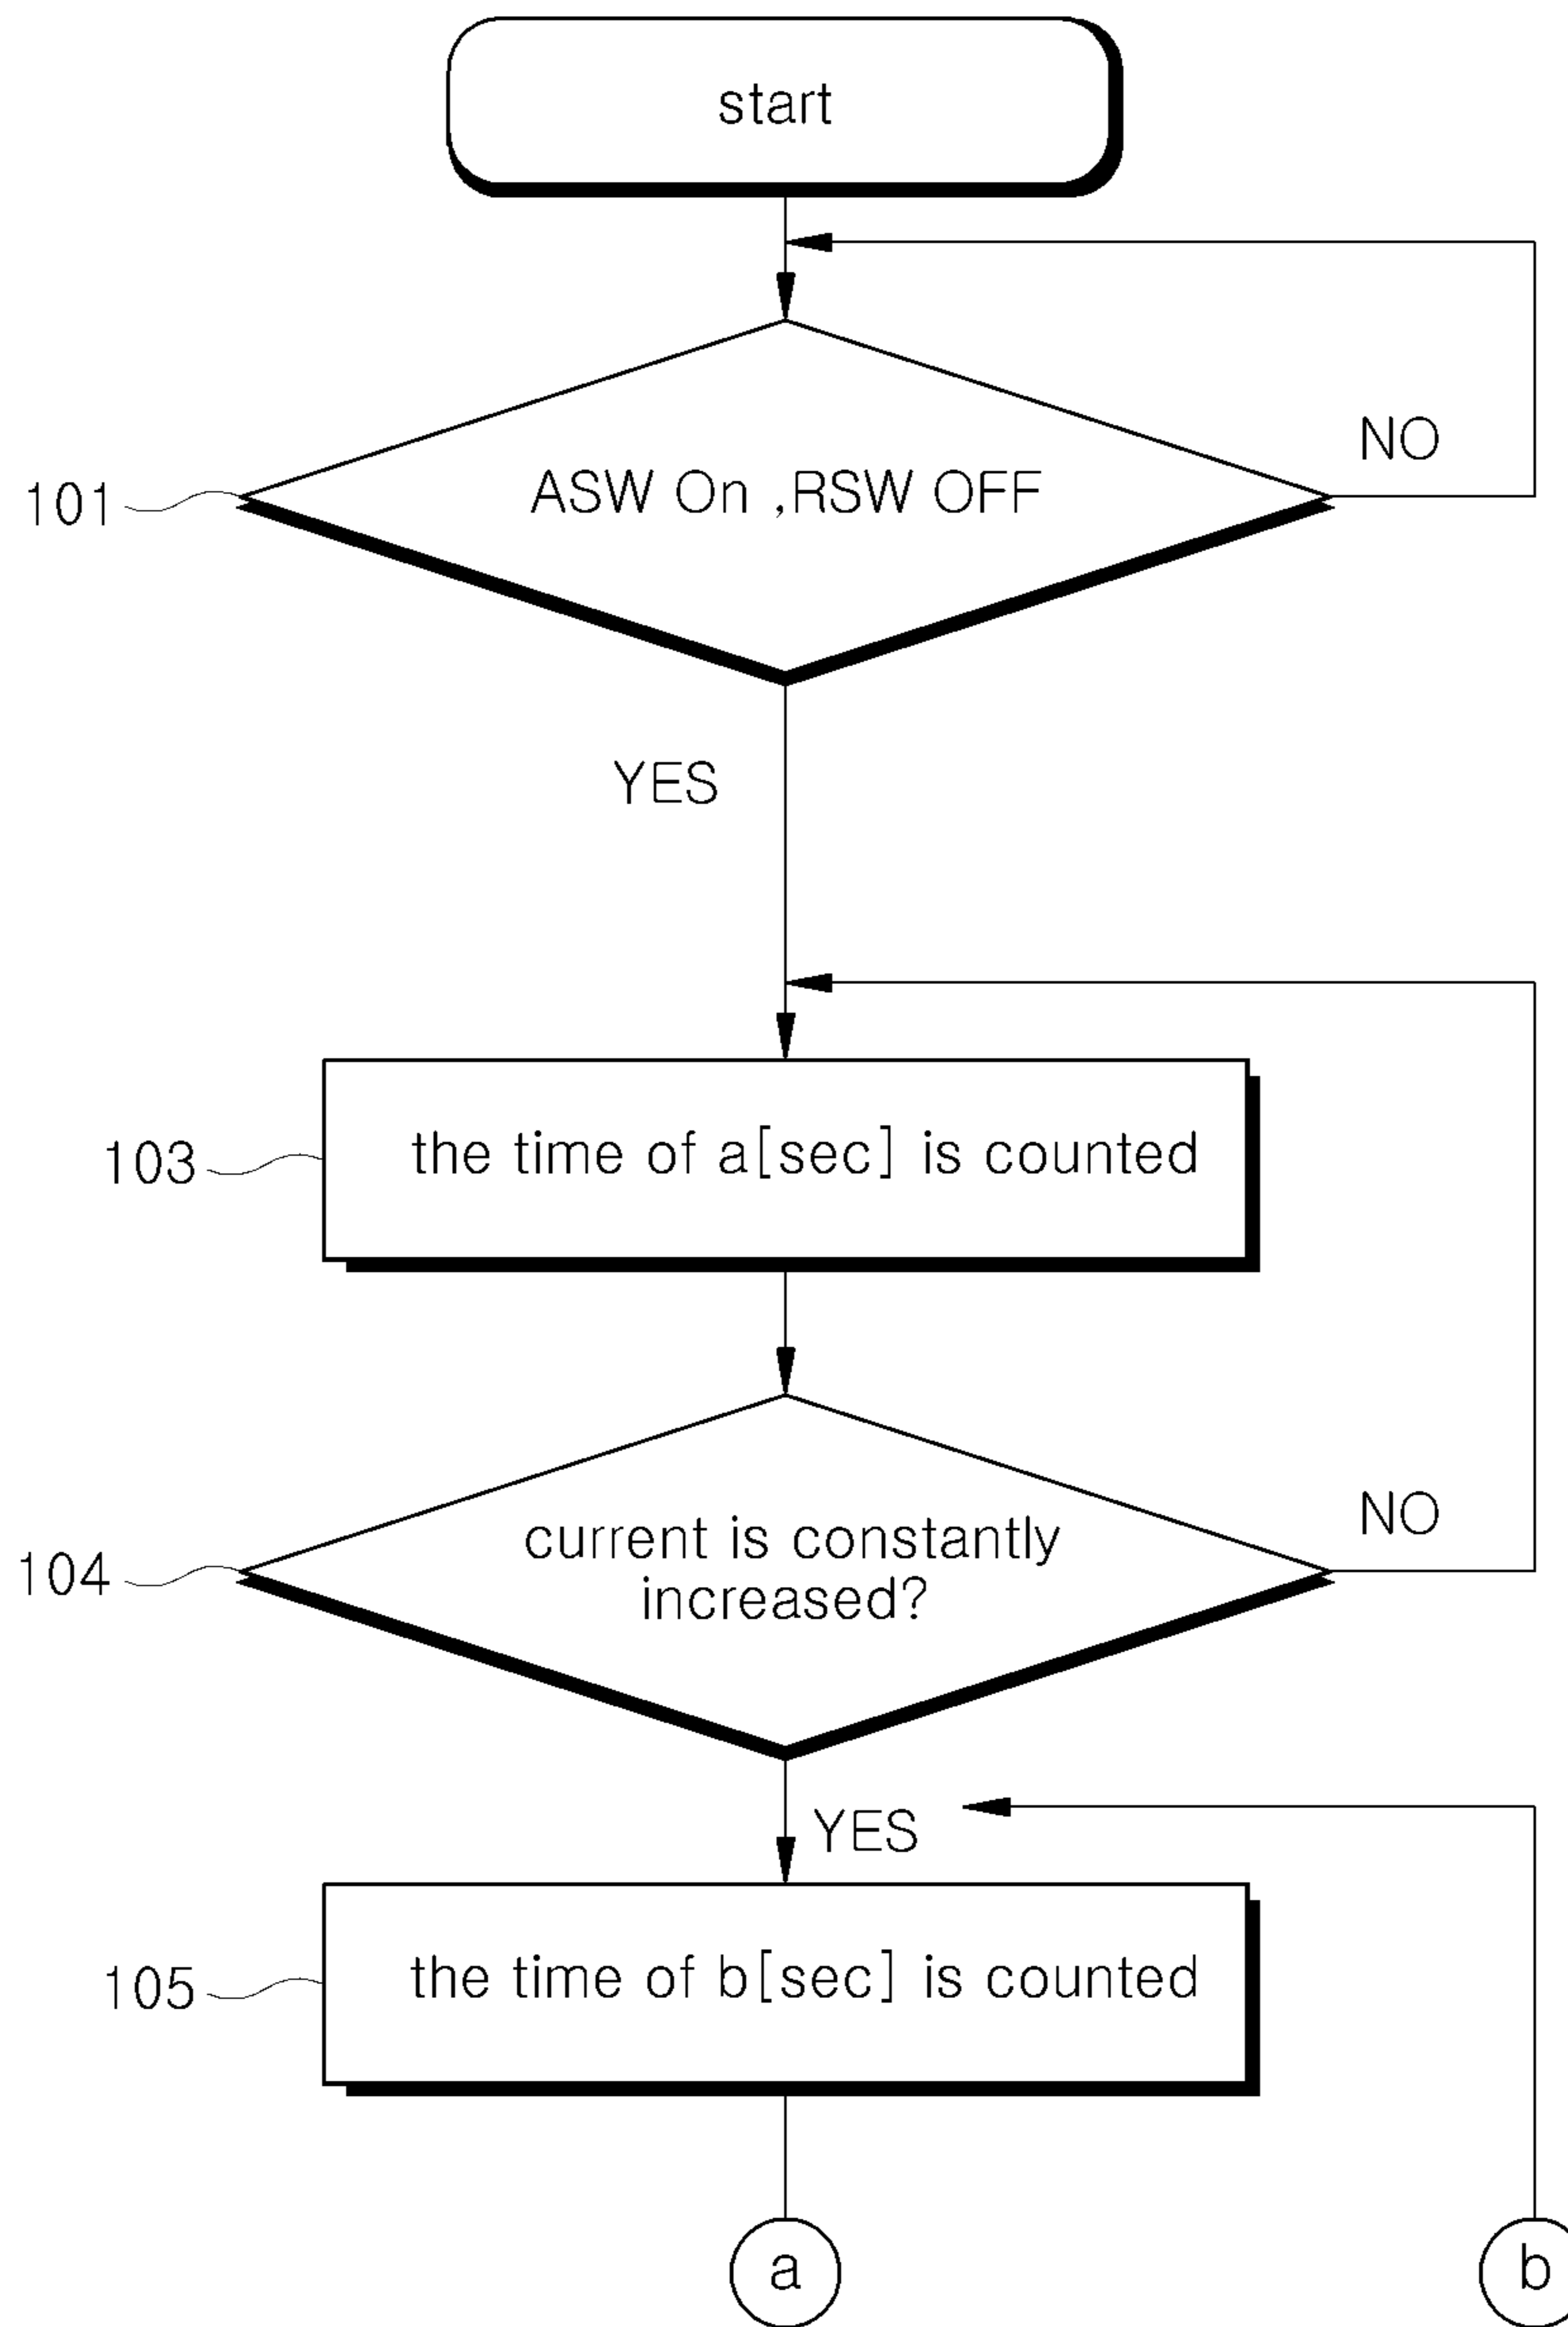 start
NO
101
ASW On ,RSW OFF
YES
103
the time of a[sec] is counted
NO
104
current is constantly
increased?
YES
105
the time of b[sec] is counted
a
b